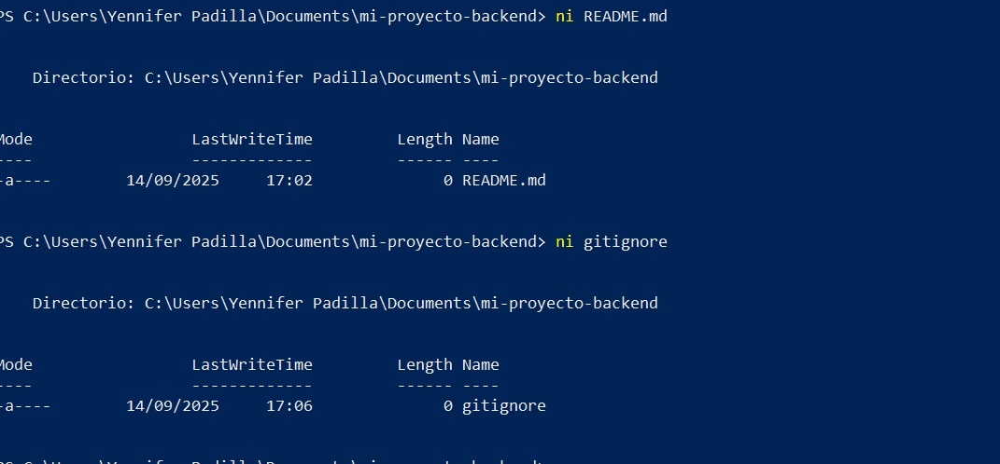 PS C:\Users\Yennifer Padilla\Documents\mi-proyecto-backend> ni README.md
Directorio: C:\Users\Yennifer Padilla\Documents\mi-proyecto-backend
Mode LastWriteTime Length Name
---- ------------- ------ ----
-a---- 14/09/2025 17:02 0 README.md
PS C:\Users\Yennifer Padilla\Documents\mi-proyecto-backend> ni gitignore
Directorio: C:\Users\Yennifer Padilla\Documents\mi-proyecto-backend
Mode LastWriteTime Length Name
---- ------------- ------ ----
-a---- 14/09/2025 17:06 0 gitignore